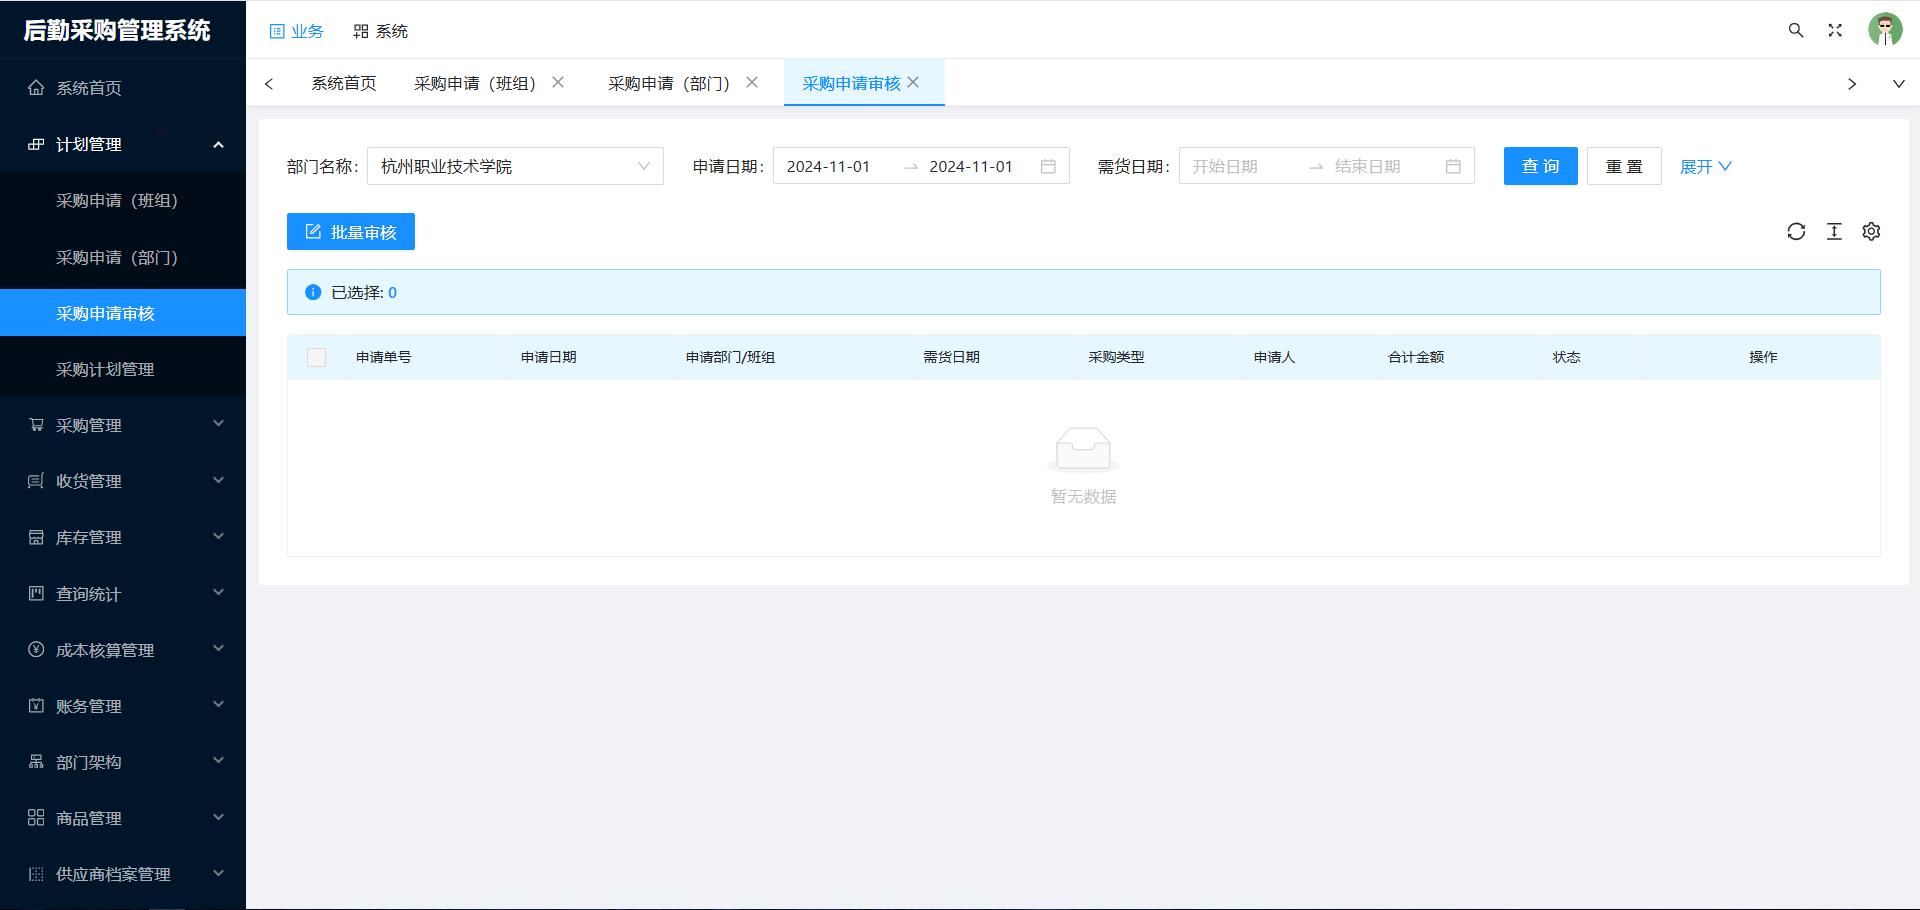 后勤采购管理系统
业务
系统
系统首页
采购申请（班组）
采购申请（部门）
采购申请审核
系统首页
计划管理
采购申请（班组）
采购申请（部门）
采购申请审核
采购计划管理
采购管理
收货管理
库存管理
查询统计
成本核算管理
账务管理
部门架构
商品管理
供应商档案管理
部门名称: 杭州职业技术学院
申请日期: 2024-11-01 → 2024-11-01
需货日期: 开始日期 → 结束日期
查 询
重 置
展开
批量审核
已选择: 0
申请单号 申请日期 申请部门/班组 需货日期 采购类型 申请人 合计金额 状态 操作
暂无数据